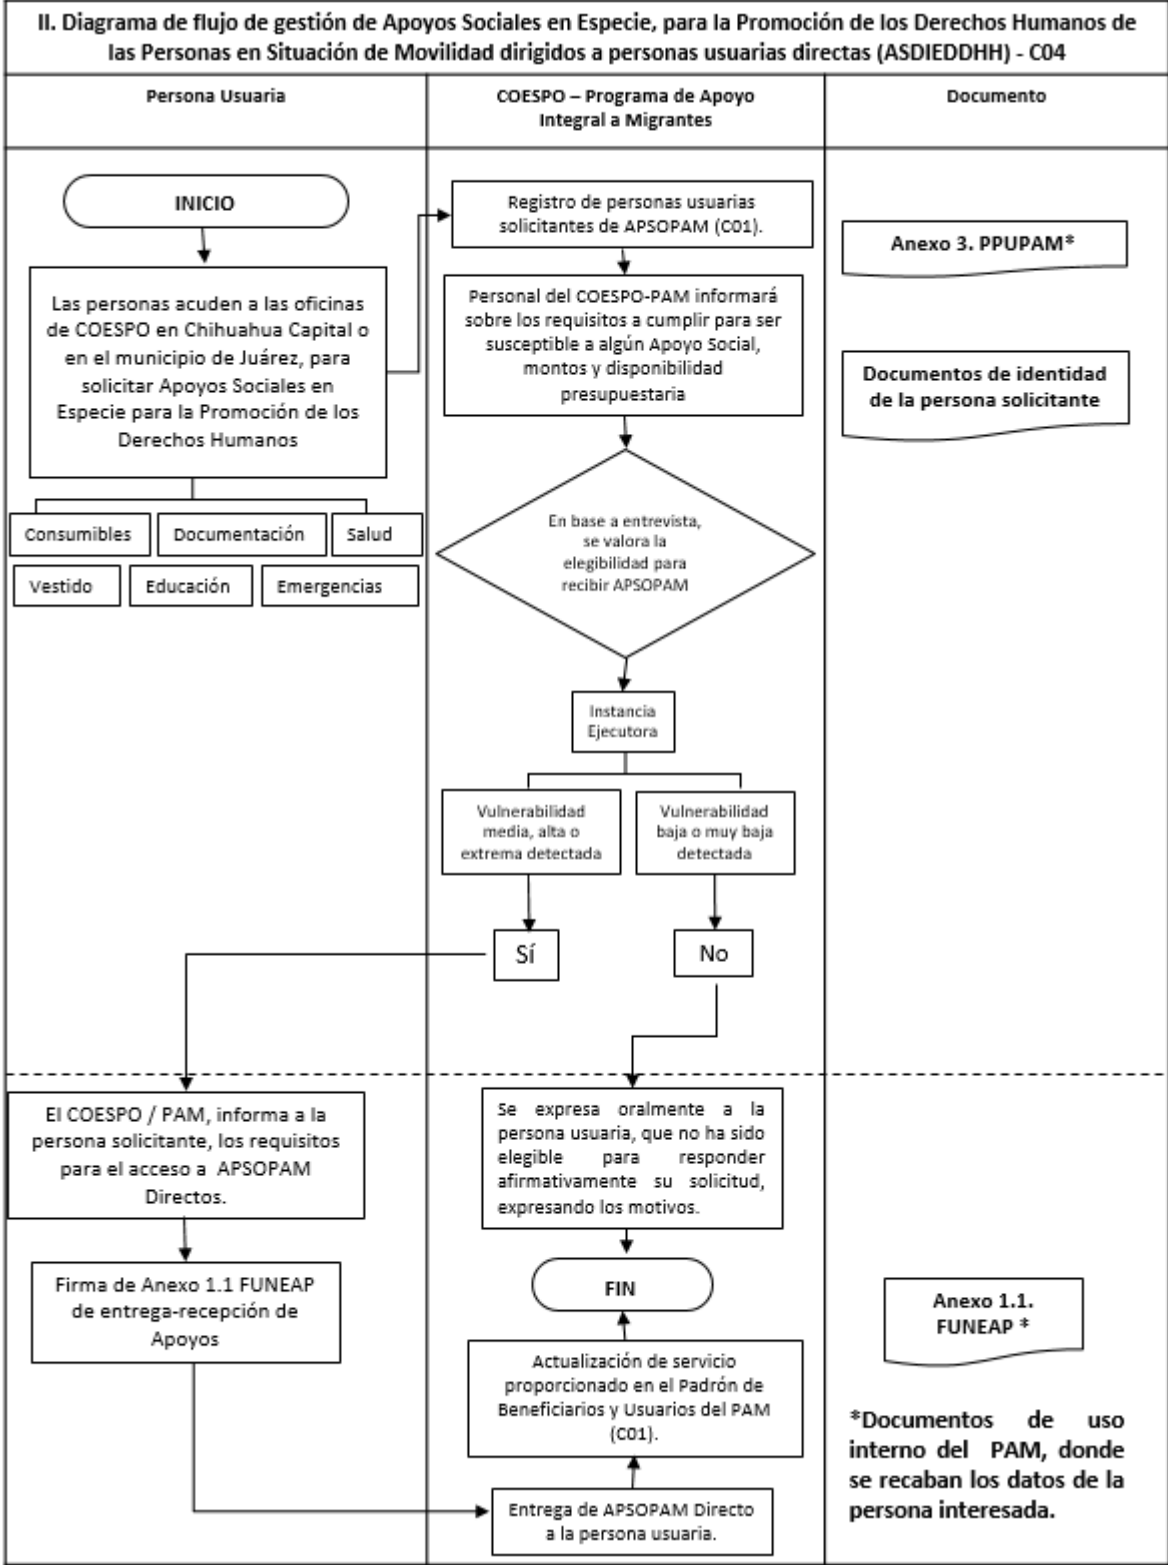 II. Diagrama de flujo de gestión de Apoyos Sociales en Especie, para la Promoción de los Derechos Humanos de
las Personas en Situación de Movilidad dirigidos a personas usuarias directas (ASDIEDDHH) - C04
Persona Usuaria
COESPO – Programa de Apoyo
Integral a Migrantes
Documento
INICIO
Las personas acuden a las oficinas
de COESPO en Chihuahua Capital o
en el municipio de Juárez, para
solicitar Apoyos Sociales en
Especie para la Promoción de los
Derechos Humanos
Consumibles
Documentación
Salud
Vestido
Educación
Emergencias
Registro de personas usuarias
solicitantes de APSOPAM (C01).
Personal del COESPO-PAM informará
sobre los requisitos a cumplir para ser
susceptible a algún Apoyo Social,
montos y disponibilidad
presupuestaria
En base a entrevista,
se valora la
elegibilidad para
recibir APSOPAM
Instancia
Ejecutora
Vulnerabilidad
media, alta o
extrema detectada
Vulnerabilidad
baja o muy baja
detectada
Sí
No
Anexo 3. PPUPAM*
Documentos de identidad
de la persona solicitante
El COESPO / PAM, informa a la
persona solicitante, los requisitos
para el acceso a APSOPAM
Directos.
Firma de Anexo 1.1 FUNEAP
de entrega-recepción de
Apoyos
Se expresa oralmente a la
persona usuaria, que no ha sido
elegible para responder
afirmativamente su solicitud,
expresando los motivos.
FIN
Actualización de servicio
proporcionado en el Padrón de
Beneficiarios y Usuarios del PAM
(C01).
Entrega de APSOPAM Directo
a la persona usuaria.
Anexo 1.1.
FUNEAP *
*Documentos de uso
interno del PAM, donde
se recaban los datos de la
persona interesada.